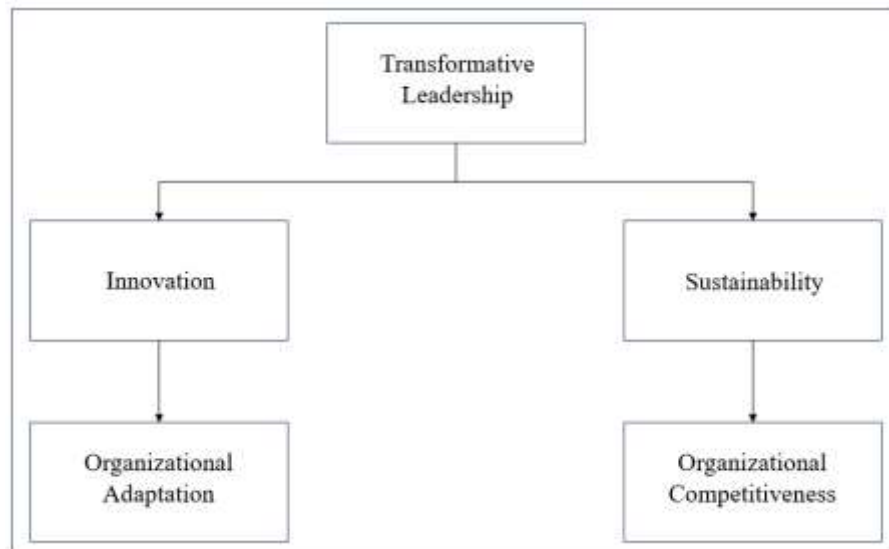 Transformative
Leadership
Innovation
Sustainability
Organizational
Adaptation
Organizational
Competitiveness